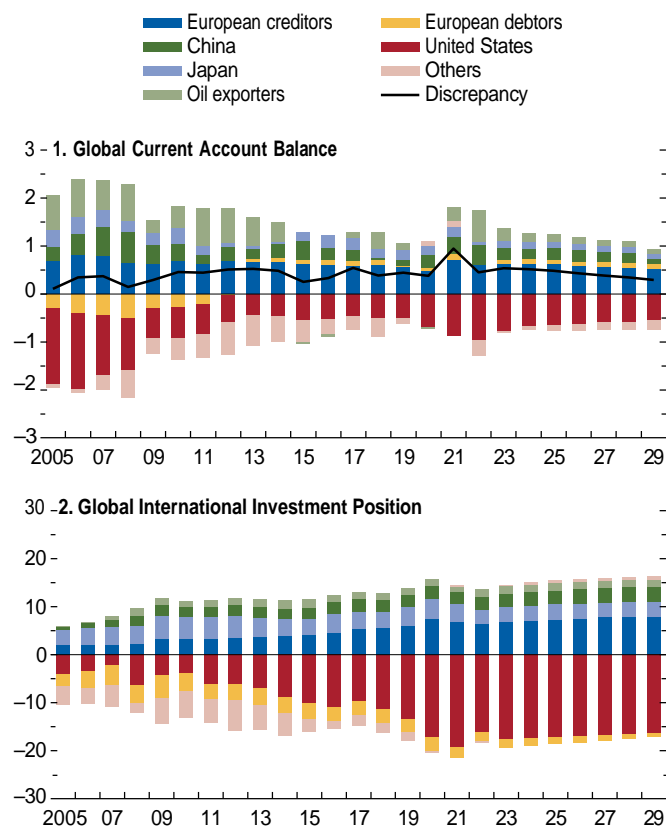 European creditors European debtors
China United States
Japan Others
Oil exporters Discrepancy
3 1. Global Current Account Balance
2
1
0
–1
–2
–3
2005 07 09 11 13 15 17 19 21 23 25 27 29
30 2. Global International Investment Position
20
10
0
–10
–20
–30
2005 07 09 11 13 15 17 19 21 23 25 27 29